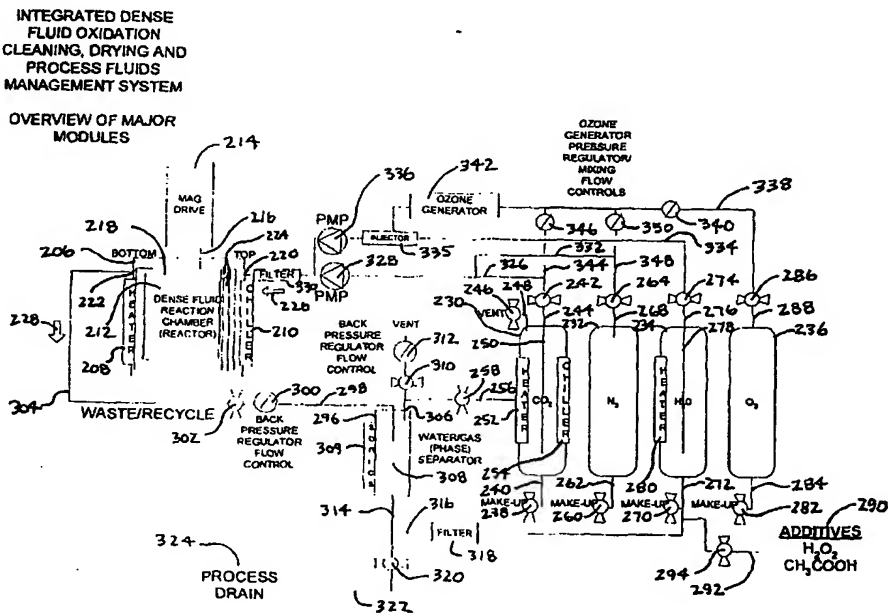 INTEGRATED DENSE
FLUID OXIDATION
CLEANING, DRYING AND
PROCESS FLUIDS
MANAGEMENT SYSTEM
OVERVIEW OF MAJOR
MODULES
214
MAG
DRIVE
216
218
206
BOTTOM
224
TOP
220
222
212
HEATER
208
DENSE FLUID
REACTION
CHAMBER
(REACTOR)
CHILLER
210
FILTER
330
226
228
304
WASTE/RECYCLE
302
300
298
BACK
PRESSURE
REGULATOR
FLOW
CONTROL
336
PMP
328
PMP
342
OZONE
GENERATOR
INJECTOR
335
OZONE
GENERATOR
PRESSURE
REGULATOR/
MIXING
FLOW
CONTROLS
338
346
350
340
332
334
326
344
348
BACK
PRESSURE
REGULATOR
FLOW
CONTROL
VENT
312
310
306
296
309
WATER/GAS
(PHASE)
SEPARATOR
308
258
256
230
246
VENT
248
242
244
264
268
274
276
278
286
288
250
232
234
236
HEATER
252
CO2
CHILLER
254
N2
HEATER
H2O
280
O2
240
262
272
284
MAKE-UP
238
MAKE-UP
260
MAKE-UP
270
MAKE-UP
282
290
ADDITIVES
H2O2
CH3COOH
294
292
314
316
FILTER
318
320
322
324
PROCESS
DRAIN